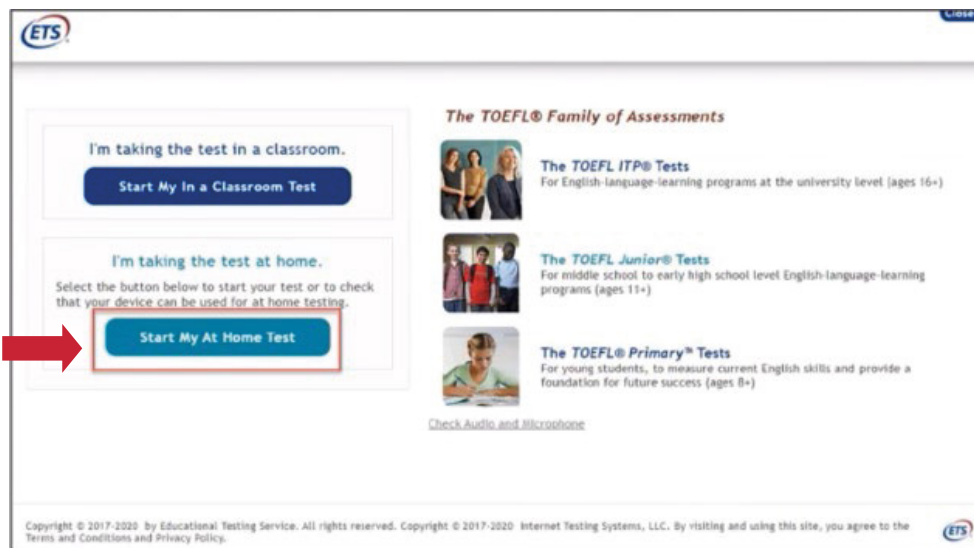 ETS
Close
I'm taking the test in a classroom.
Start My In a Classroom Test
I'm taking the test at home.
Select the button below to start your test or to check
that your device can be used for at home testing.
Start My At Home Test
The TOEFL® Family of Assessments
The TOEFL ITP® Tests
For English-language-learning programs at the university level (ages 16+)
The TOEFL Junior® Tests
For middle school to early high school level English-language-learning
programs (ages 11+)
The TOEFL® Primary™ Tests
For young students, to measure current English skills and provide a
foundation for future success (ages 8+)
Check Audio and Microphone
Copyright © 2017-2020 by Educational Testing Service. All rights reserved. Copyright © 2017-2020 Internet Testing Systems, LLC. By visiting and using this site, you agree to the
Terms and Conditions and Privacy Policy.
ETS